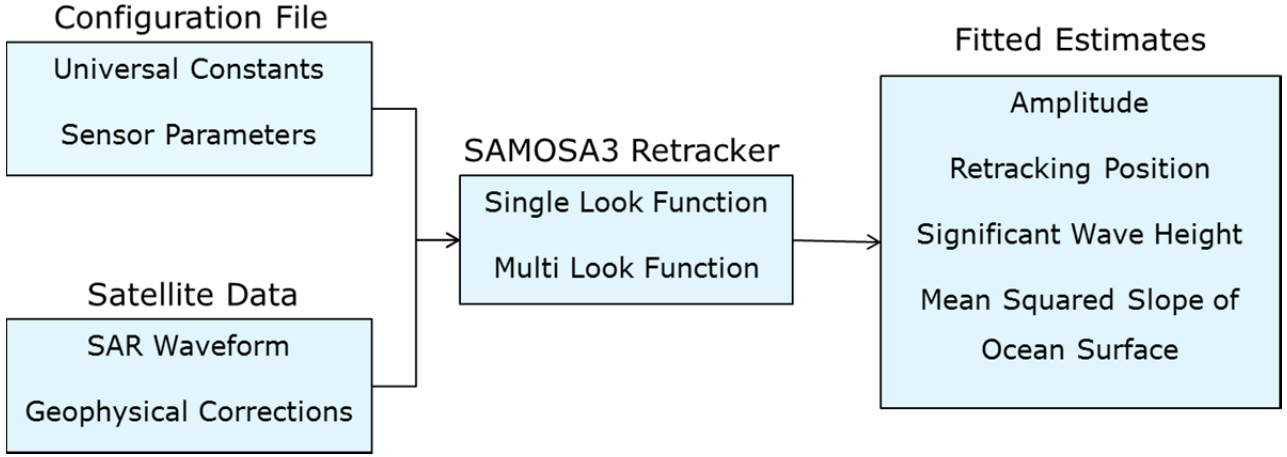 Configuration File
Universal Constants
Sensor Parameters
Satellite Data
SAR Waveform
Geophysical Corrections
SAMOSA3 Retracker
Single Look Function
Multi Look Function
Fitted Estimates
Amplitude
Retracking Position
Significant Wave Height
Mean Squared Slope of
Ocean Surface